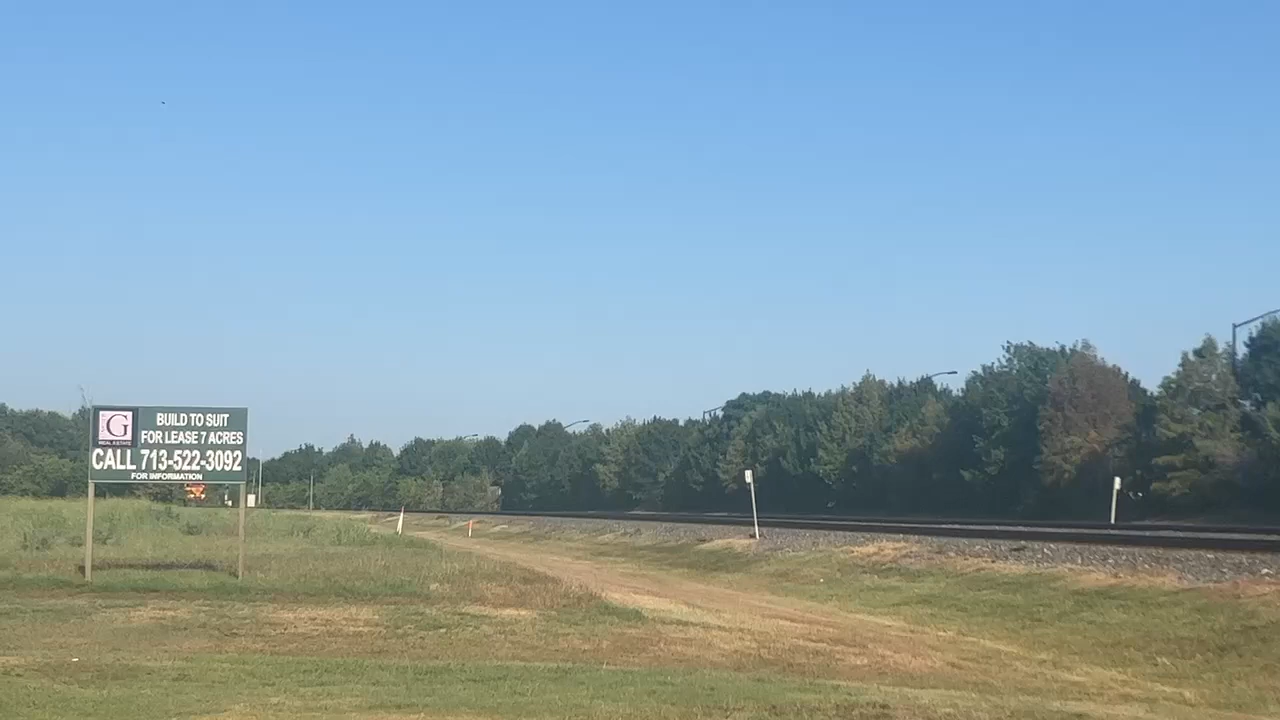 G
REAL ESTATE
BUILD TO SUIT
FOR LEASE 7 ACRES
CALL 713-522-3092
FOR INFORMATION